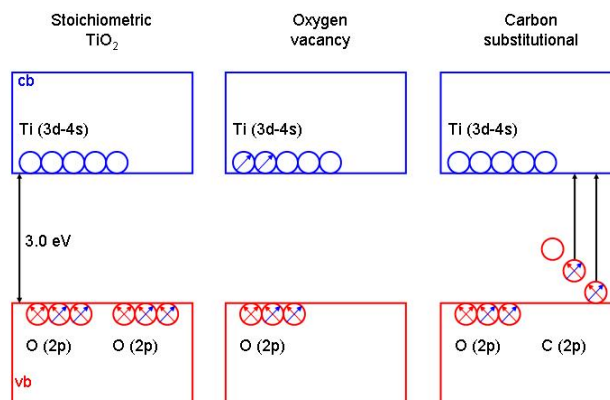 Stoichiometric
TiO2
Oxygen
vacancy
Carbon
substitutional
cb
Ti (3d-4s)
Ti (3d-4s)
Ti (3d-4s)
3.0 eV
O (2p)
O (2p)
O (2p)
O (2p)
C (2p)
vb